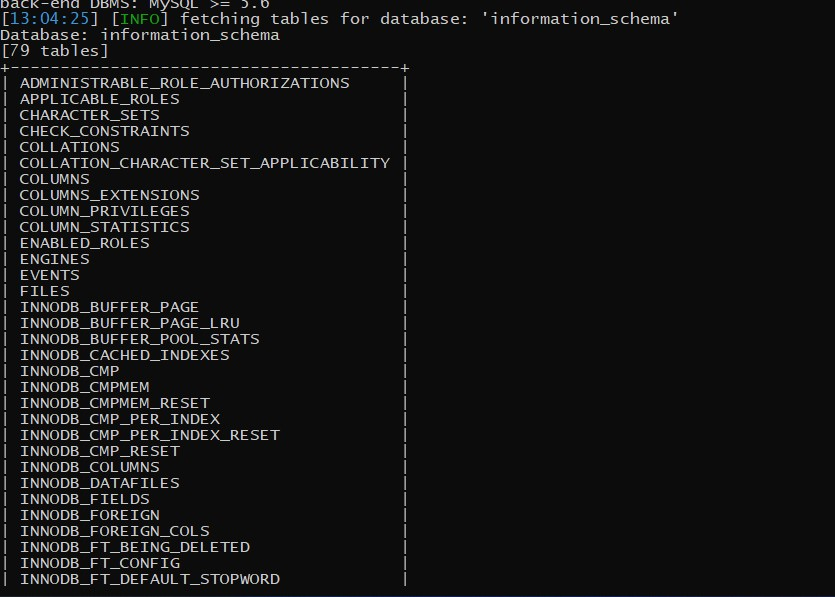 back-end DBMS: MySQL >= 5.6
[13:04:25] [INFO] fetching tables for database: 'information_schema'
Database: information_schema
[79 tables]
+---------------------------------------+
| ADMINISTRABLE_ROLE_AUTHORIZATIONS     |
| APPLICABLE_ROLES                      |
| CHARACTER_SETS                        |
| CHECK_CONSTRAINTS                     |
| COLLATIONS                            |
| COLLATION_CHARACTER_SET_APPLICABILITY |
| COLUMNS                               |
| COLUMNS_EXTENSIONS                    |
| COLUMN_PRIVILEGES                     |
| COLUMN_STATISTICS                     |
| ENABLED_ROLES                         |
| ENGINES                               |
| EVENTS                                |
| FILES                                 |
| INNODB_BUFFER_PAGE                    |
| INNODB_BUFFER_PAGE_LRU                |
| INNODB_BUFFER_POOL_STATS              |
| INNODB_CACHED_INDEXES                 |
| INNODB_CMP                            |
| INNODB_CMPMEM                         |
| INNODB_CMPMEM_RESET                   |
| INNODB_CMP_PER_INDEX                  |
| INNODB_CMP_PER_INDEX_RESET            |
| INNODB_CMP_RESET                      |
| INNODB_COLUMNS                        |
| INNODB_DATAFILES                      |
| INNODB_FIELDS                         |
| INNODB_FOREIGN                        |
| INNODB_FOREIGN_COLS                   |
| INNODB_FT_BEING_DELETED               |
| INNODB_FT_CONFIG                      |
| INNODB_FT_DEFAULT_STOPWORD            |